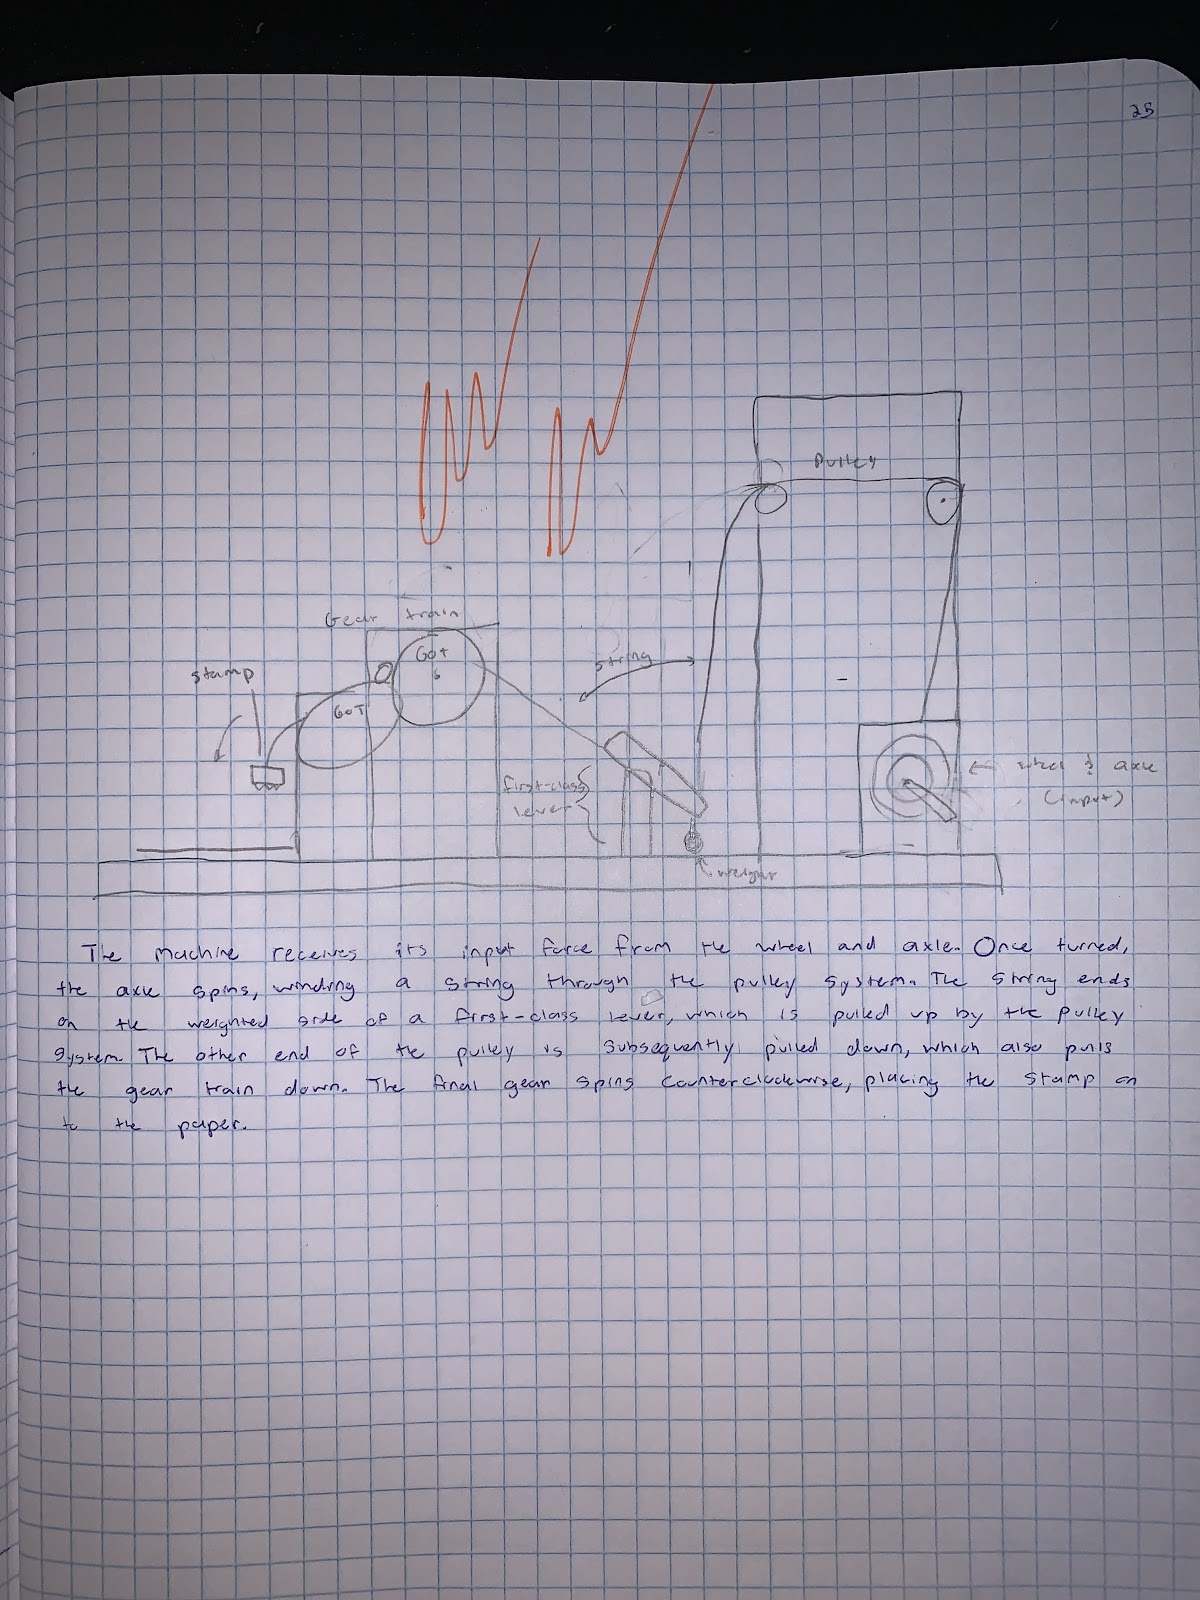 25
Pulley
Gear train
60T
string
stamp
60T
wheel & axle
(input)
first-class
lever
weight
The machine receives its input force from the wheel and axle. Once turned,
the axle spins, winding a string through the pulley system. The string ends
on the weighted side of a first-class lever, which is pulled up by the pulley
system. The other end of the pulley is subsequently pulled down, which also pulls
the gear train down. The final gear spins counterclockwise, placing the stamp on
to the paper.